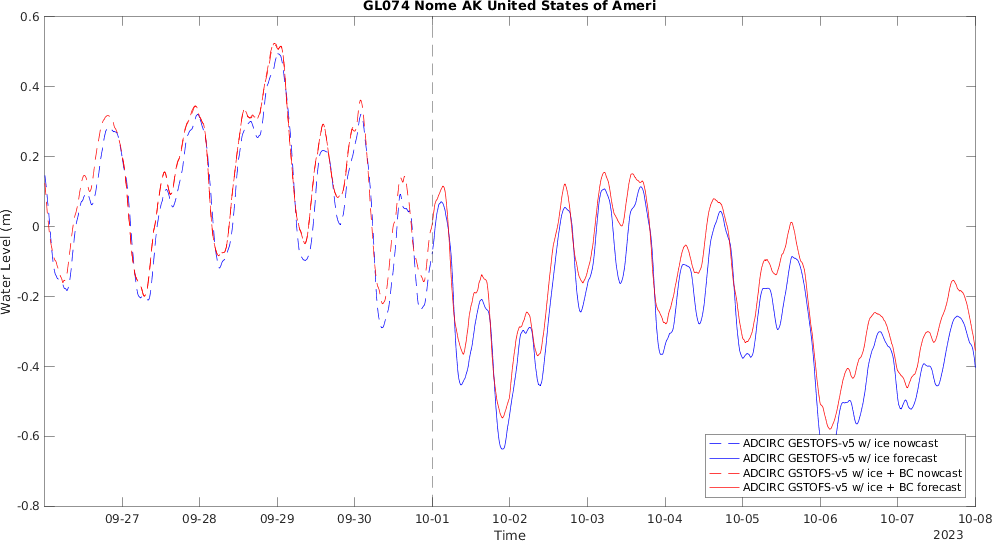 GL074 Nome AK United States of Ameri
Water Level (m)
0.6
0.4
0.2
0
-0.2
-0.4
-0.6
-0.8
ADCIRC GESTOFS-v5 w/ ice nowcast
ADCIRC GESTOFS-v5 w/ ice forecast
ADCIRC GSTOFS-v5 w/ ice + BC nowcast
ADCIRC GSTOFS-v5 w/ ice + BC forecast
09-27 09-28 09-29 09-30 10-01 10-02 10-03 10-04 10-05 10-06 10-07 10-08
Time
2023